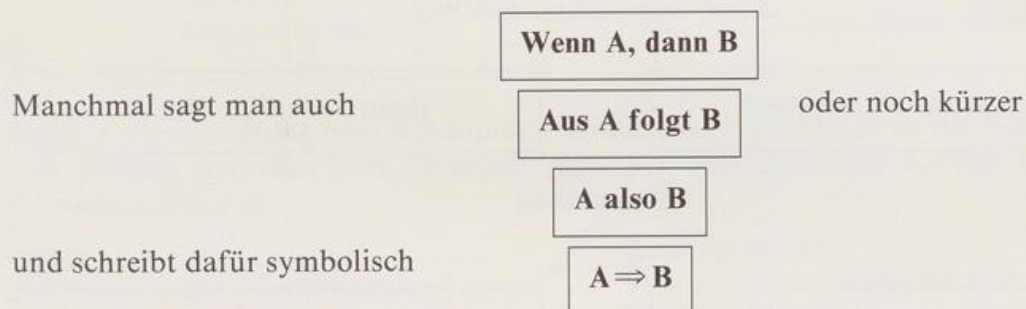 Wenn A, dann B
Manchmal sagt man auch
Aus A folgt B
oder noch kürzer
A also B
und schreibt dafür symbolisch
A ⇒ B